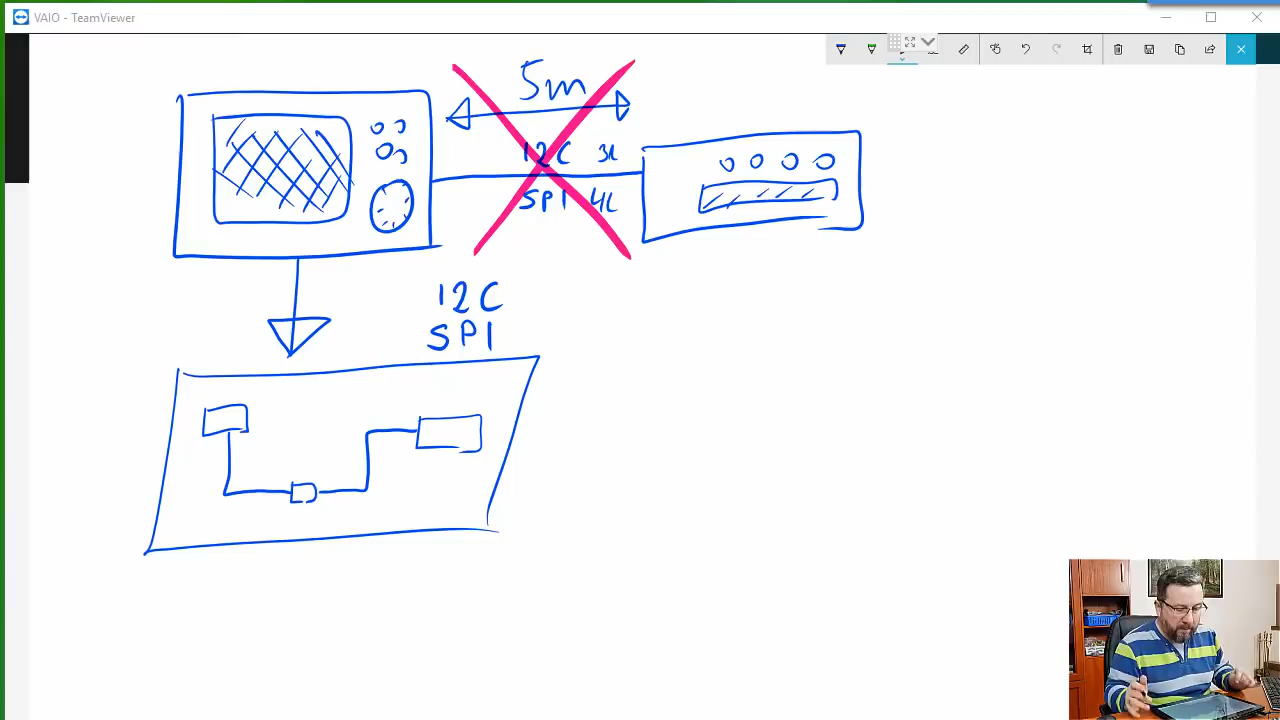 VAIO - TeamViewer
5m
I2C 3L
SPI 4L
I2C
SPI